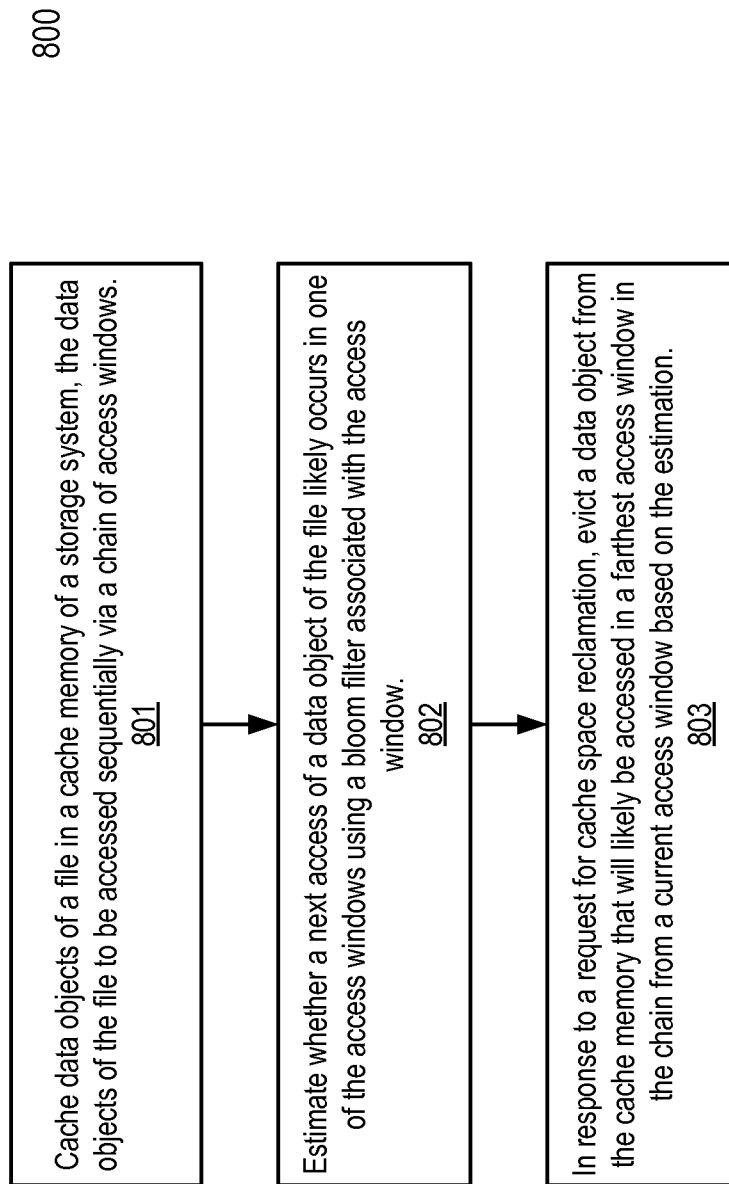 800
Cache data objects of a file in a cache memory of a storage system, the data
objects of the file to be accessed sequentially via a chain of access windows.
801
Estimate whether a next access of a data object of the file likely occurs in one
of the access windows using a bloom filter associated with the access
window.
802
In response to a request for cache space reclamation, evict a data object from
the cache memory that will likely be accessed in a farthest access window in
the chain from a current access window based on the estimation.
803